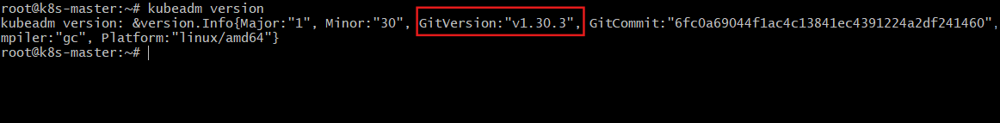 root@k8s-master:~# kubeadm version
kubeadm version: &version.Info{Major:"1", Minor:"30", GitVersion:"v1.30.3", GitCommit:"6fc0a69044f1ac4c13841ec4391224a2df241460",
mpiler:"gc", Platform:"linux/amd64"}
root@k8s-master:~#